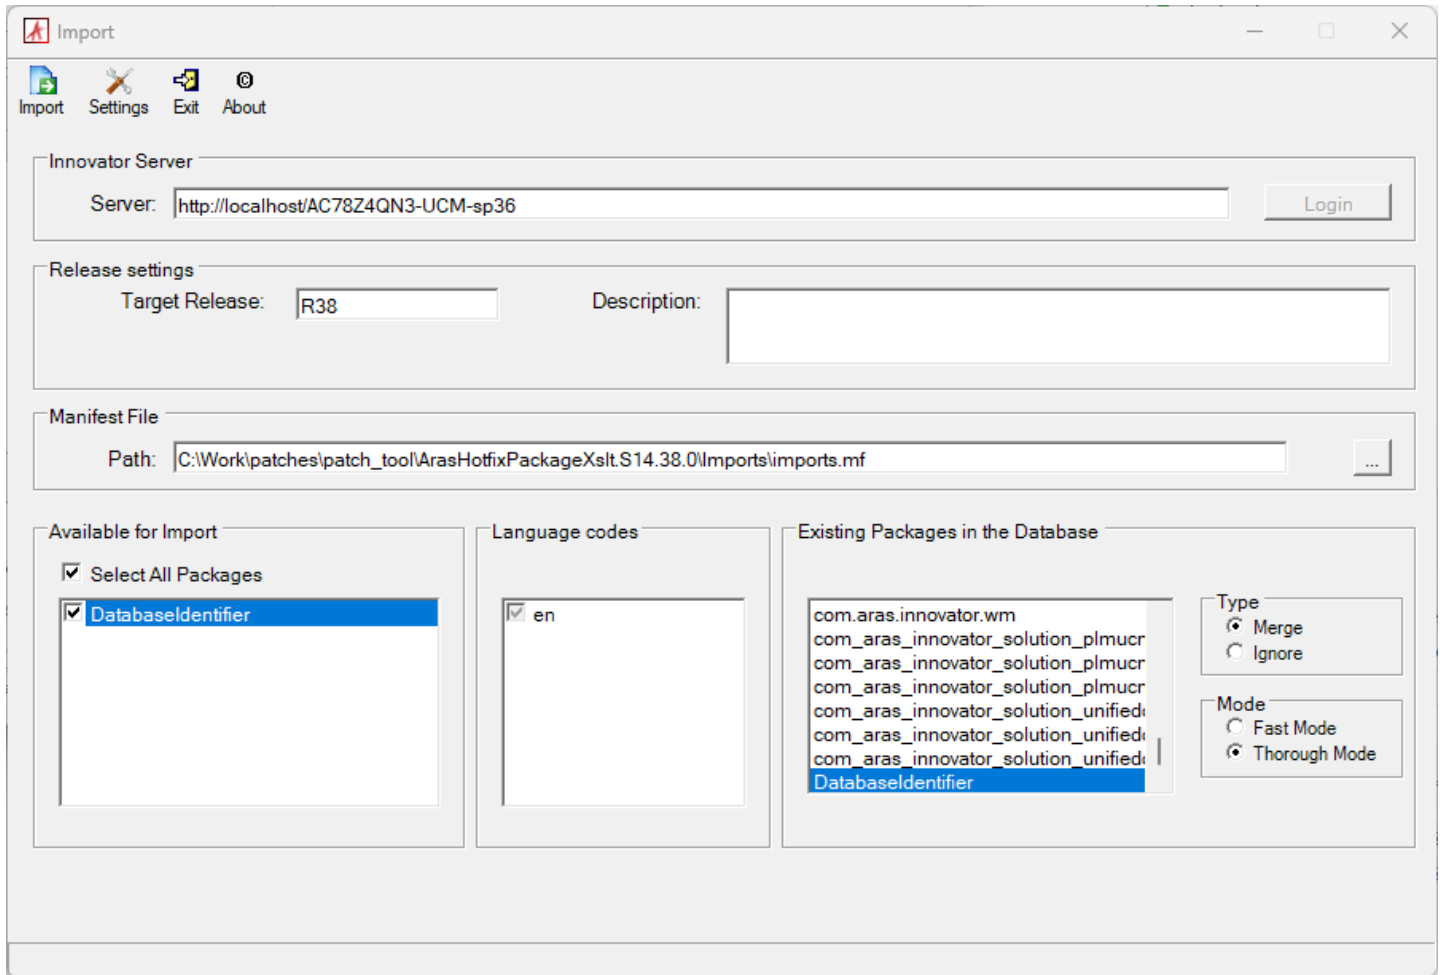 Import
Import Settings Exit About
Innovator Server
Server: http://localhost/AC78Z4QN3-UCM-sp36 Login
Release settings
Target Release: R38 Description:
Manifest File
Path: C:\Work\patches\patch_tool\ArasHotfixPackageXslt.S14.38.0\Imports\imports.mf ...
Available for Import
Select All Packages
DatabaseIdentifier
Language codes
en
Existing Packages in the Database
com.aras.innovator.wm
com_aras_innovator_solution_plmucr
com_aras_innovator_solution_plmucr
com_aras_innovator_solution_plmucr
com_aras_innovator_solution_unified
com_aras_innovator_solution_unified
com_aras_innovator_solution_unified
DatabaseIdentifier
Type
Merge
Ignore
Mode
Fast Mode
Thorough Mode